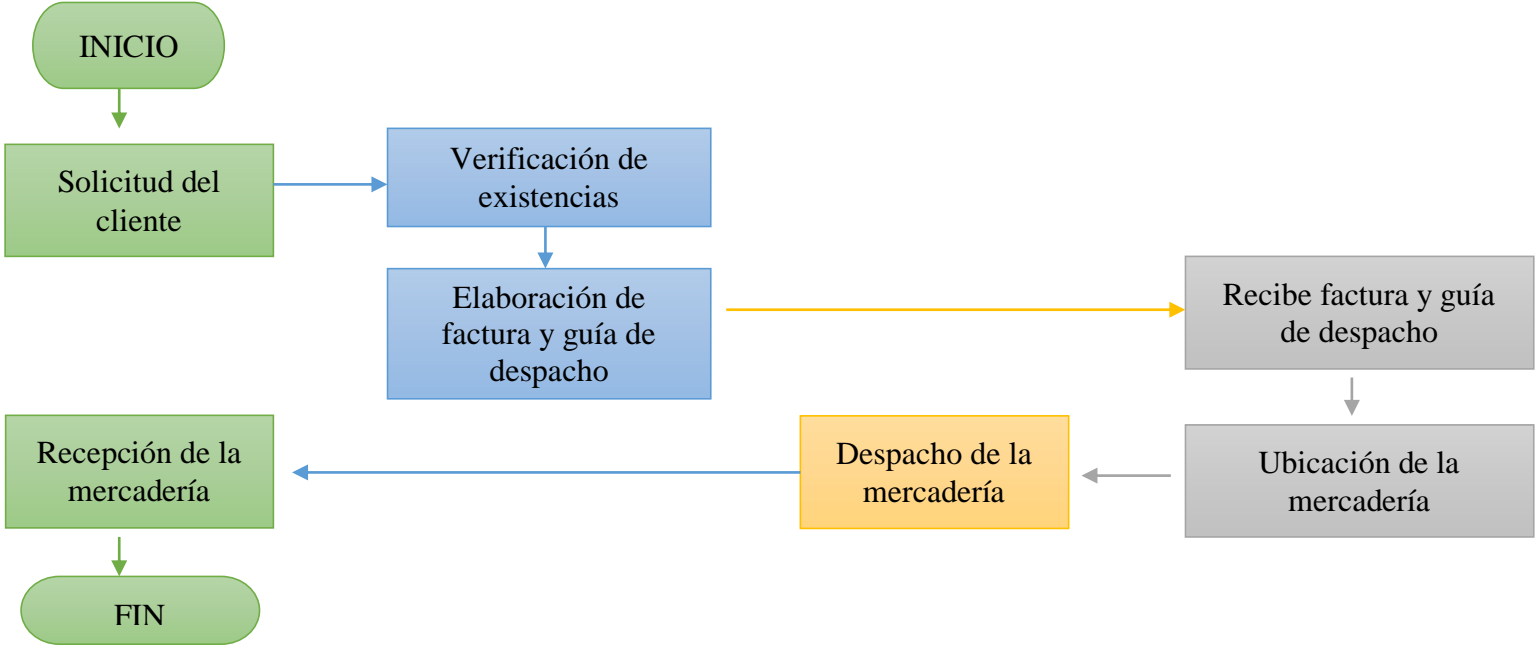 INICIO
Solicitud del
cliente
Verificación de
existencias
Elaboración de
factura y guía de
despacho
Recibe factura y guía
de despacho
Ubicación de la
mercadería
Despacho de la
mercadería
Recepción de la
mercadería
FIN